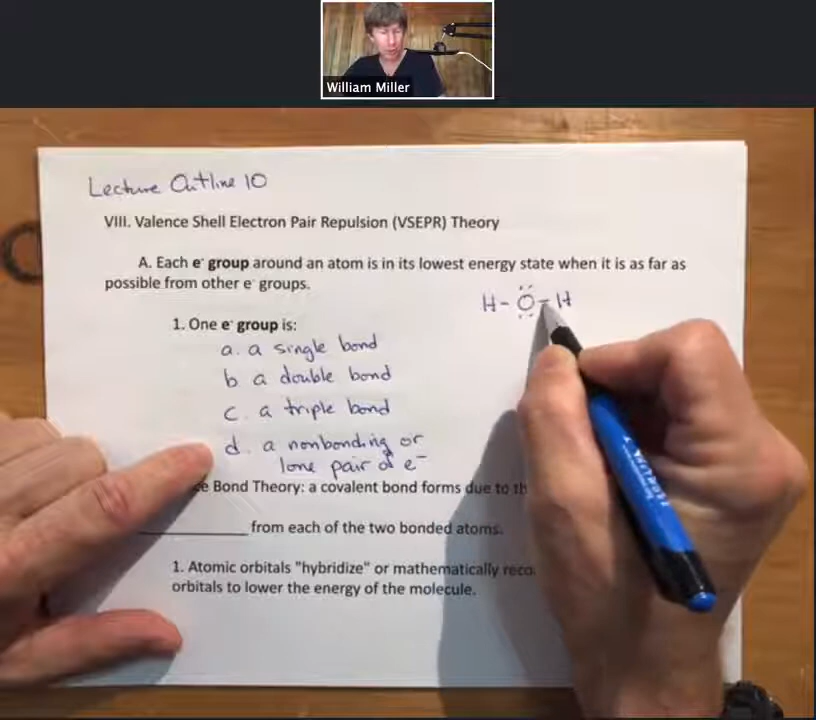 William Miller
Lecture Outline 10
VIII. Valence Shell Electron Pair Repulsion (VSEPR) Theory
A. Each e⁻ group around an atom is in its lowest energy state when it is as far as
possible from other e⁻ groups.
H - Ö - H
1. One e⁻ group is:
a. a single bond
b a double bond
c. a triple bond
d. a nonbonding or
lone pair of e⁻
Bond Theory: a covalent bond forms due to
from each of the two bonded atoms.
1. Atomic orbitals "hybridize" or mathematically
orbitals to lower the energy of the molecule.